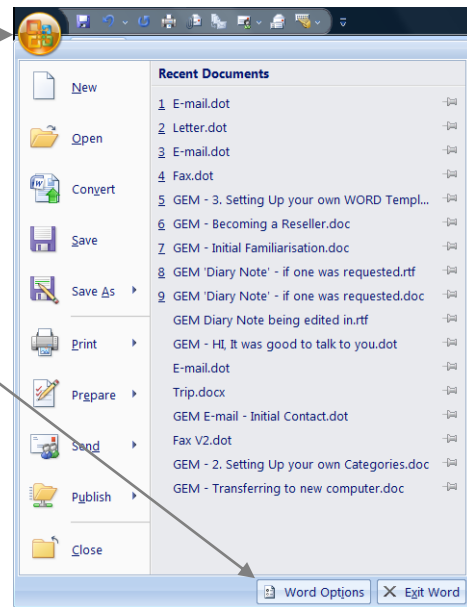 New
Open
Convert
Save
Save As
Print
Prepare
Send
Publish
Close
Recent Documents
1 E-mail.dot
2 Letter.dot
3 E-mail.dot
4 Fax.dot
5 GEM - 3. Setting Up your own WORD Templ...
6 GEM - Becoming a Reseller.doc
7 GEM - Initial Familiarisation.doc
8 GEM 'Diary Note' - if one was requested.rtf
9 GEM 'Diary Note' - if one was requested.doc
GEM Diary Note being edited in.rtf
GEM - HI, It was good to talk to you.dot
E-mail.dot
Trip.docx
GEM E-mail - Initial Contact.dot
Fax V2.dot
GEM - 2. Setting Up your own Categories.doc
GEM - Transferring to new computer.doc
Word Options
Exit Word